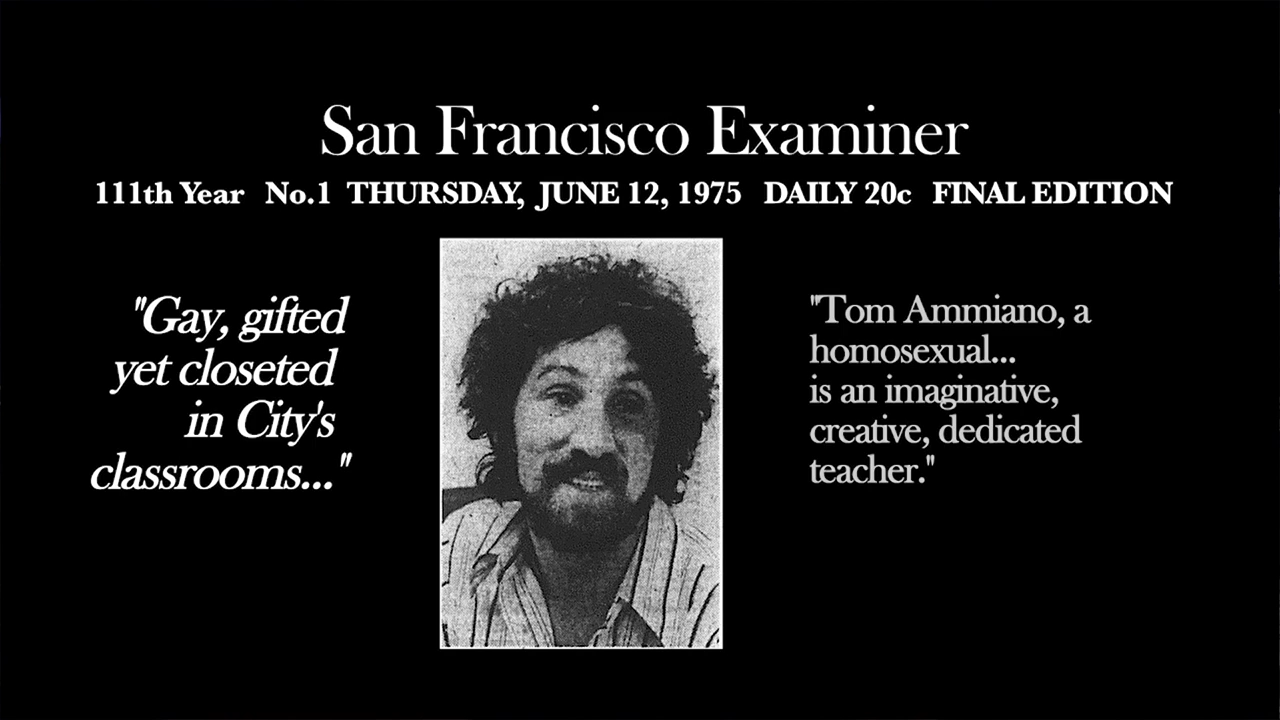 San Francisco Examiner
111th Year No.1 THURSDAY, JUNE 12, 1975 DAILY 20c FINAL EDITION
"Gay, gifted
yet closeted
in City's
classrooms..."
"Tom Ammiano, a
homosexual...
is an imaginative,
creative, dedicated
teacher."